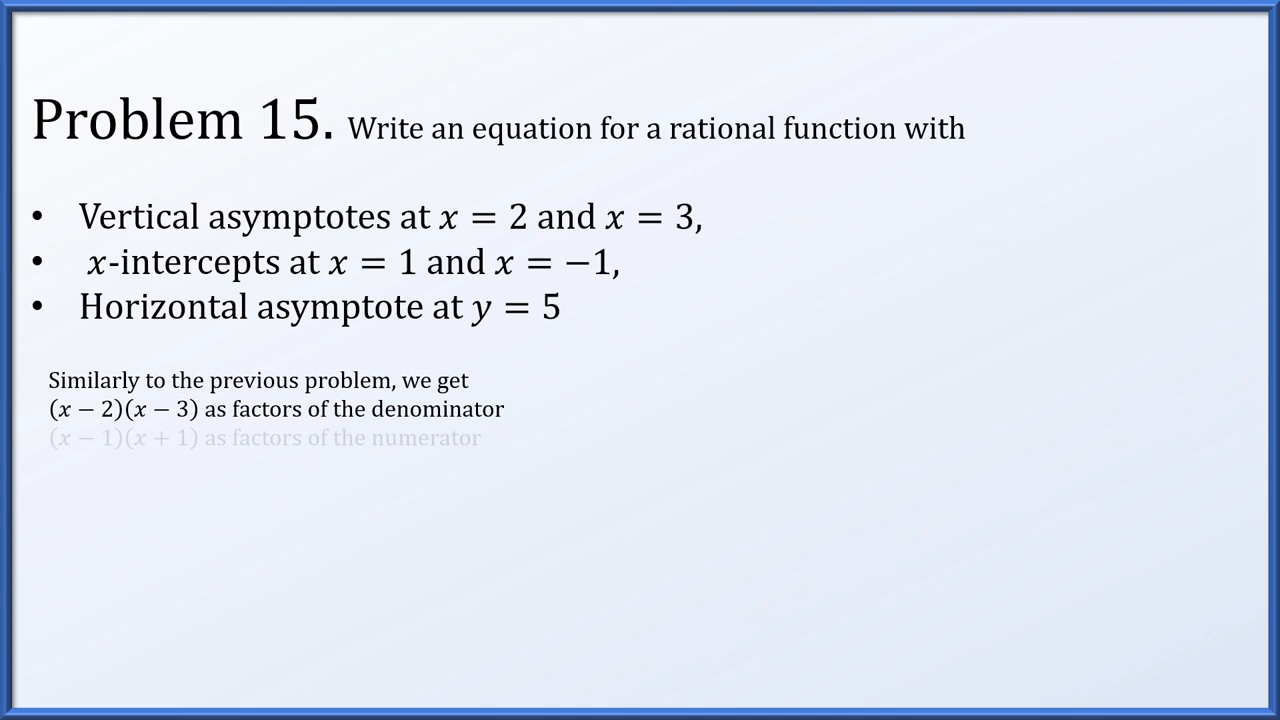 Problem 15. Write an equation for a rational function with
• Vertical asymptotes at 𝑥 = 2 and 𝑥 = 3,
• 𝑥-intercepts at 𝑥 = 1 and 𝑥 = −1,
• Horizontal asymptote at 𝑦 = 5
Similarly to the previous problem, we get
(𝑥 − 2)(𝑥 − 3) as factors of the denominator
(𝑥 − 1)(𝑥 + 1) as factors of the numerator